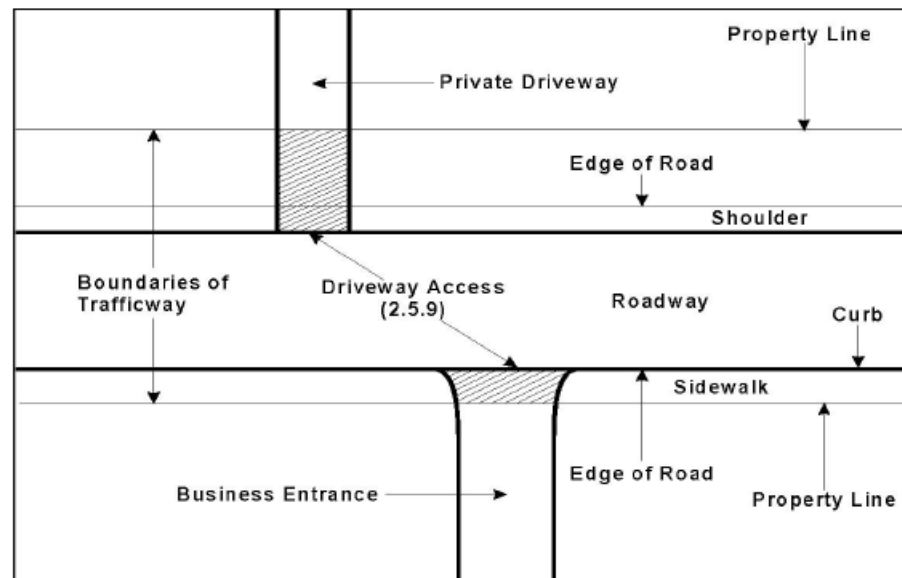 Property Line
Private Driveway
Edge of Road
Shoulder
Boundaries of
Trafficway
Driveway Access
(2.5.9)
Roadway
Curb
Sidewalk
Edge of Road
Business Entrance
Property Line